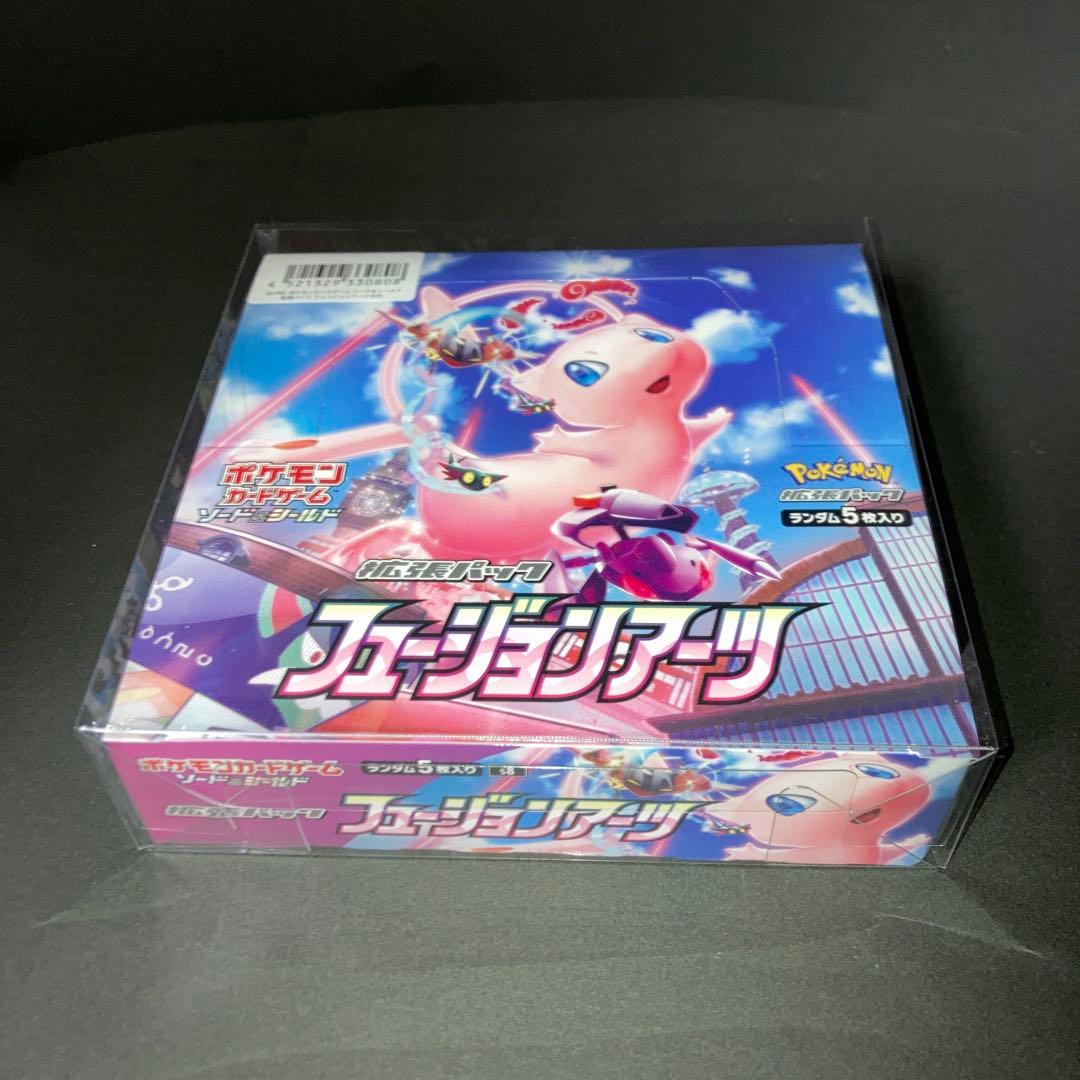 4 521329 330808
ポケモン
カードゲーム
ソード&シールド
POKéMON
拡張パック
ランダム5枚入り
拡張パック
フュージョンアーツ
ポケモンカードゲーム
ソード&シールド
ランダム5枚入り
s8
拡張パック
フュージョンアーツ